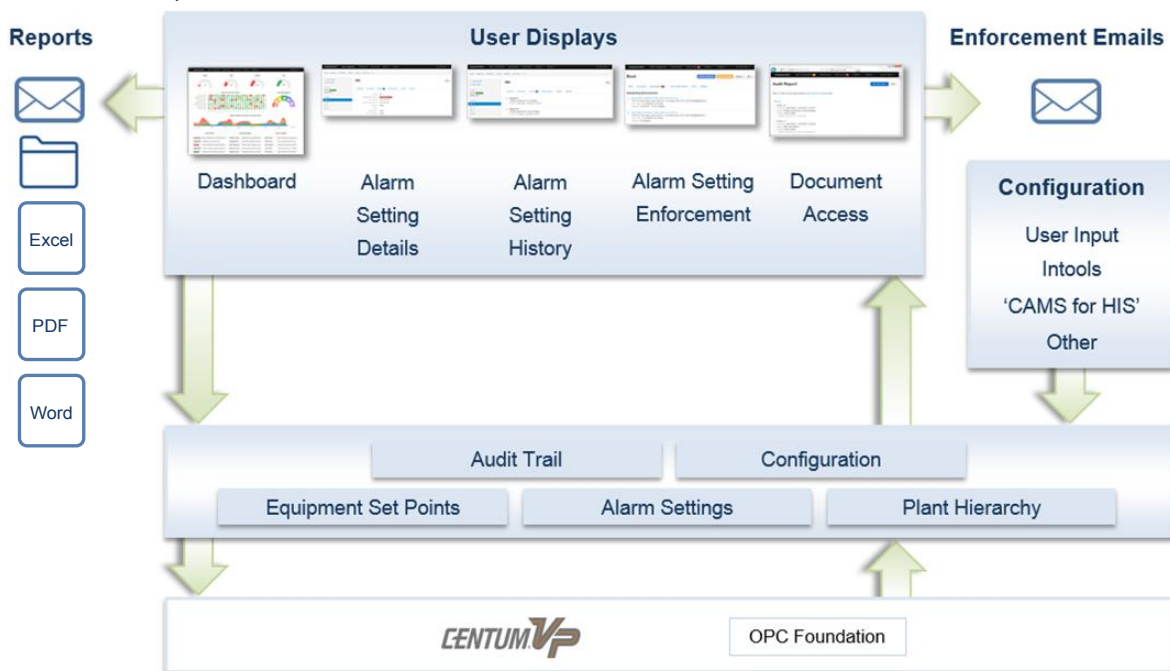 Reports
User Displays
Enforcement Emails
Dashboard
Alarm
Setting
Details
Alarm
Setting
History
Alarm Setting
Enforcement
Document
Access
Excel
PDF
Word
Configuration
User Input
Intools
‘CAMS for HIS’
Other
Audit Trail
Configuration
Equipment Set Points
Alarm Settings
Plant Hierarchy
CENTUM VP
OPC Foundation